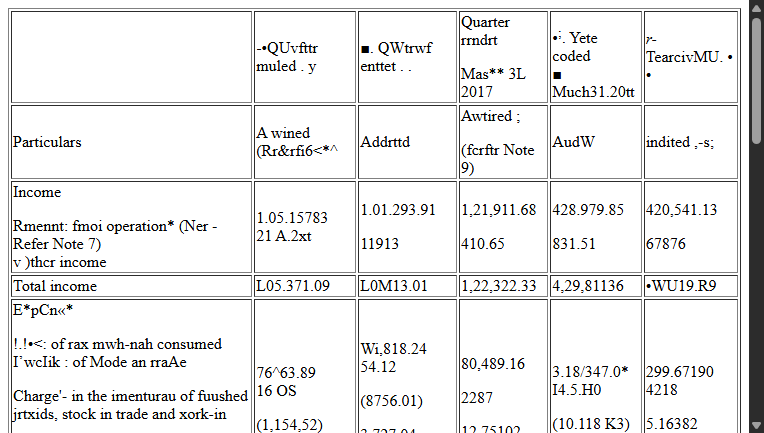 -•QUvfttr
muled . y
■. QWtrwf
enttet . .
Quarter
rrndrt
Mas** 3L
2017
•⁚. Yete
coded
■
Much31.20tt
r-
TearcivMU. •
•
Particulars
A wined
(Rr&rfi6<*^
Addrttd
Awtired ;
(fcrftr Note
9)
AudW
indited ,-s;
Income
Rmennt: fmoi operation* (Ner -
Refer Note 7)
v )thcr income
1.05.15783
21 A.2xt
1.01.293.91
11913
1,21,911.68
410.65
428.979.85
831.51
420,541.13
67876
Total income
L05.371.09
L0M13.01
1,22,322.33
4,29,81136
•WU19.R9
E*pCn«*
!.!•<: of rax mwh-nah consumed
I’wcIik : of Mode an rraAe
Charge'- in the imenturau of fuushed
jrtxids, stock in trade and xork-in
76^63.89
16 OS
(1,154,52)
Wi,818.24
54.12
(8756.01)
80,489.16
2287
12.75102
3.18/347.0*
I4.5.H0
(10.118 K3)
299.67190
4218
5.16382